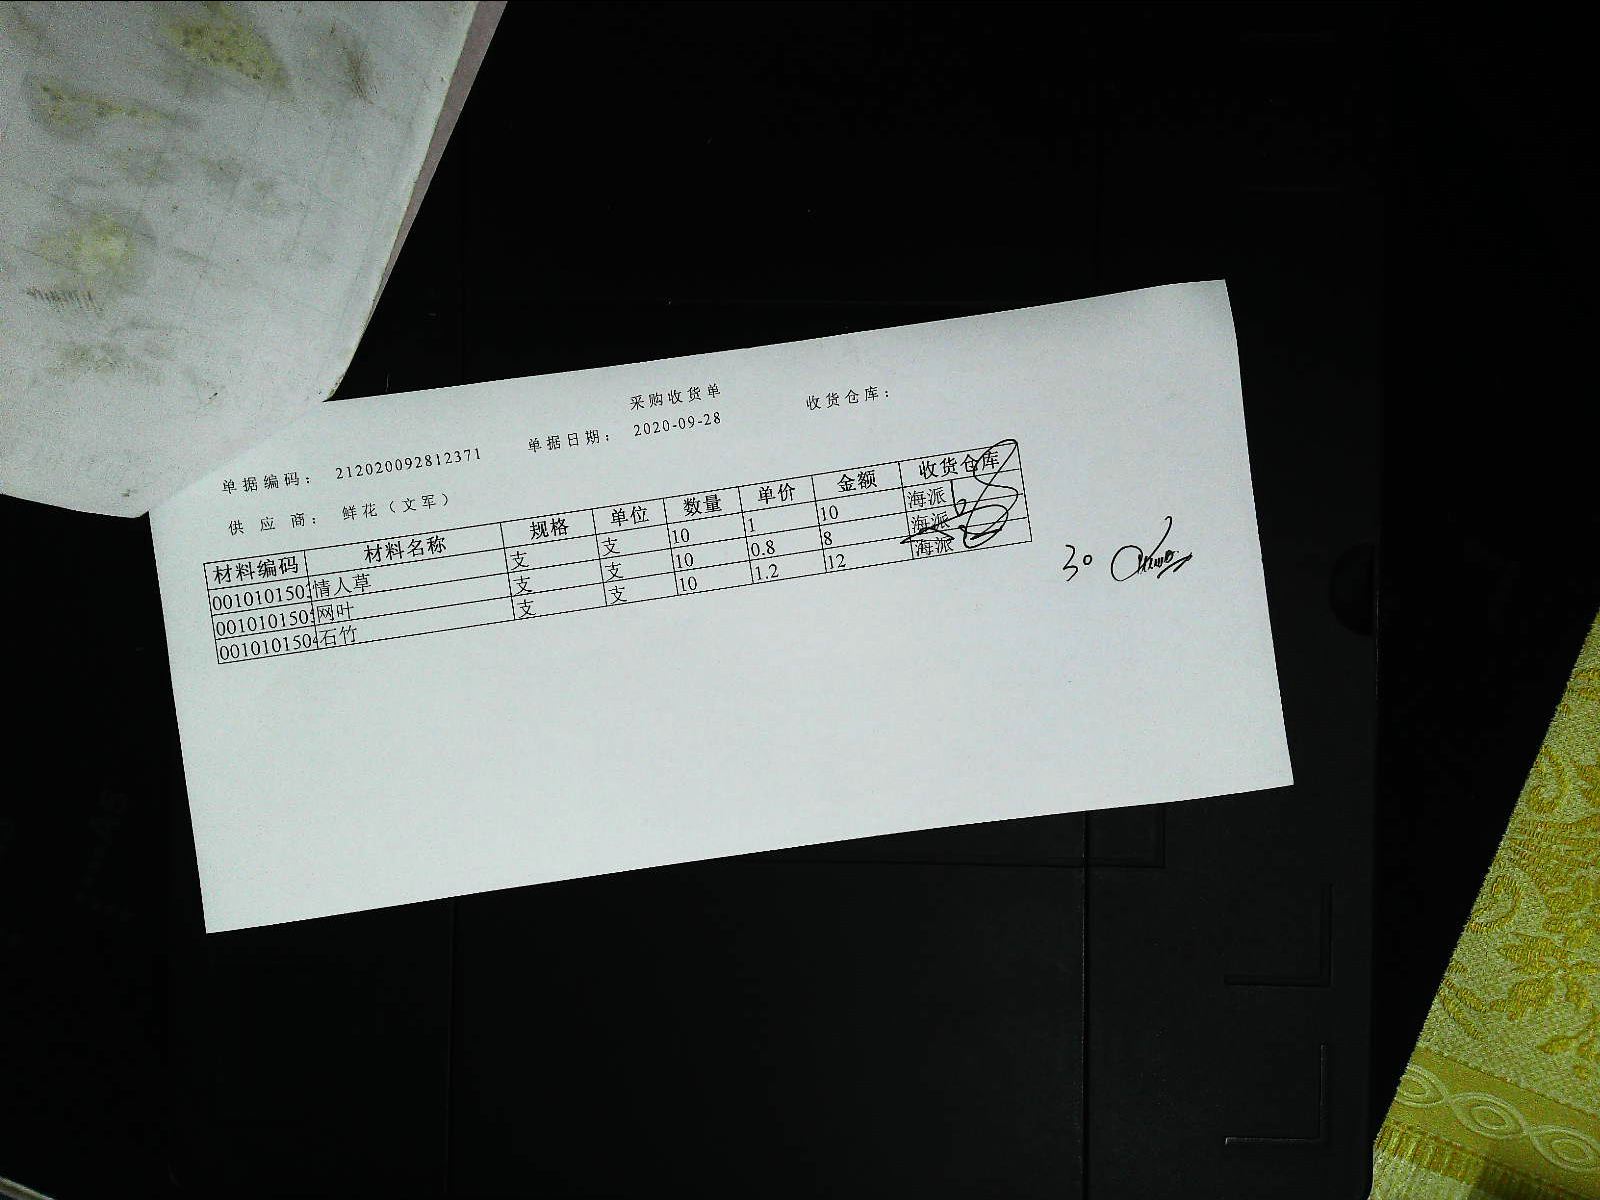 采购收货单
单据编码： 212020092812371 单据日期： 2020-09-28 收货仓库：
供 应 商： 鲜花（文军）
材料编码 材料名称 规格 单位 数量 单价 金额 收货仓库
001010150 情人草 支 支 10 1 10 海派
001010150 网叶 支 支 10 0.8 8 海派
001010150 石竹 支 支 10 1.2 12 海派
30